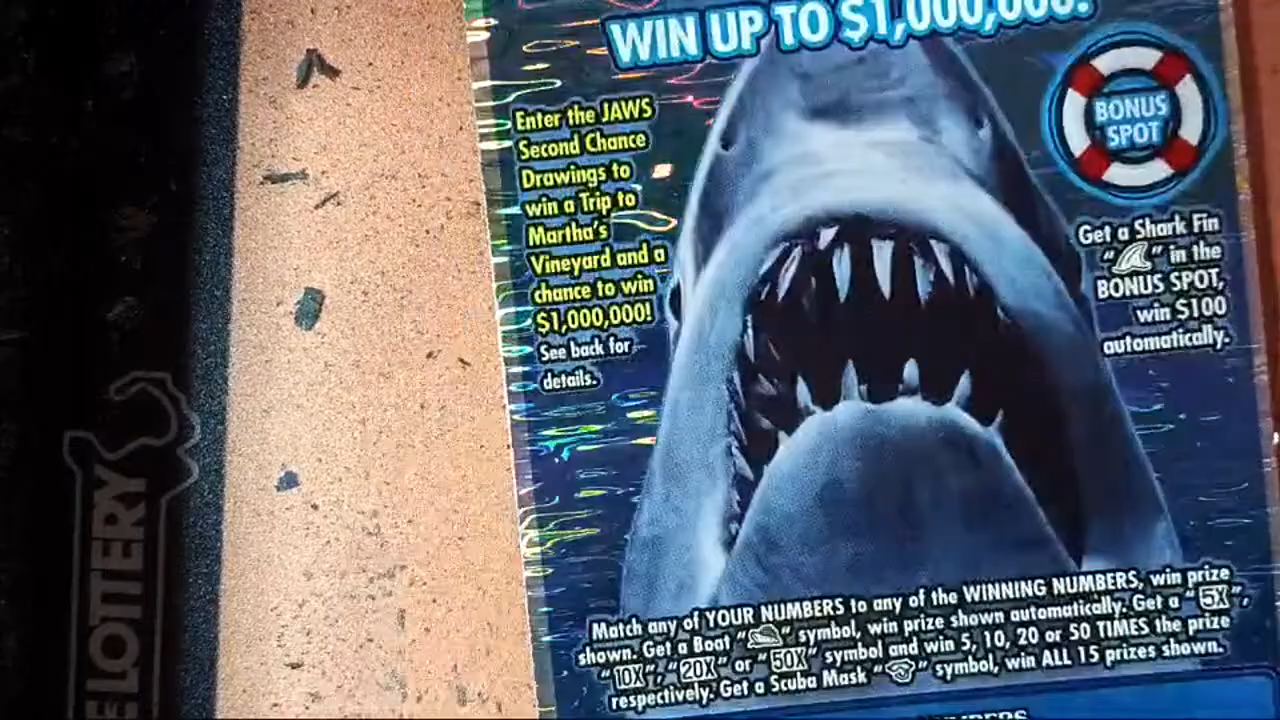 WIN UP TO $1,000,000!
Enter the JAWS
Second Chance
Drawings to
win a Trip to
Martha's
Vineyard and a
chance to win
$1,000,000!
See back for
details.
BONUS
SPOT
Get a Shark Fin
" " in the
BONUS SPOT,
win $100
automatically.
Match any of YOUR NUMBERS to any of the WINNING NUMBERS, win prize
shown. Get a Boat " " symbol, win prize shown automatically. Get a "5X",
"10X", "20X" or "50X" symbol and win 5, 10, 20 or 50 TIMES the prize
respectively. Get a Scuba Mask " " symbol, win ALL 15 prizes shown.
LOTTERY